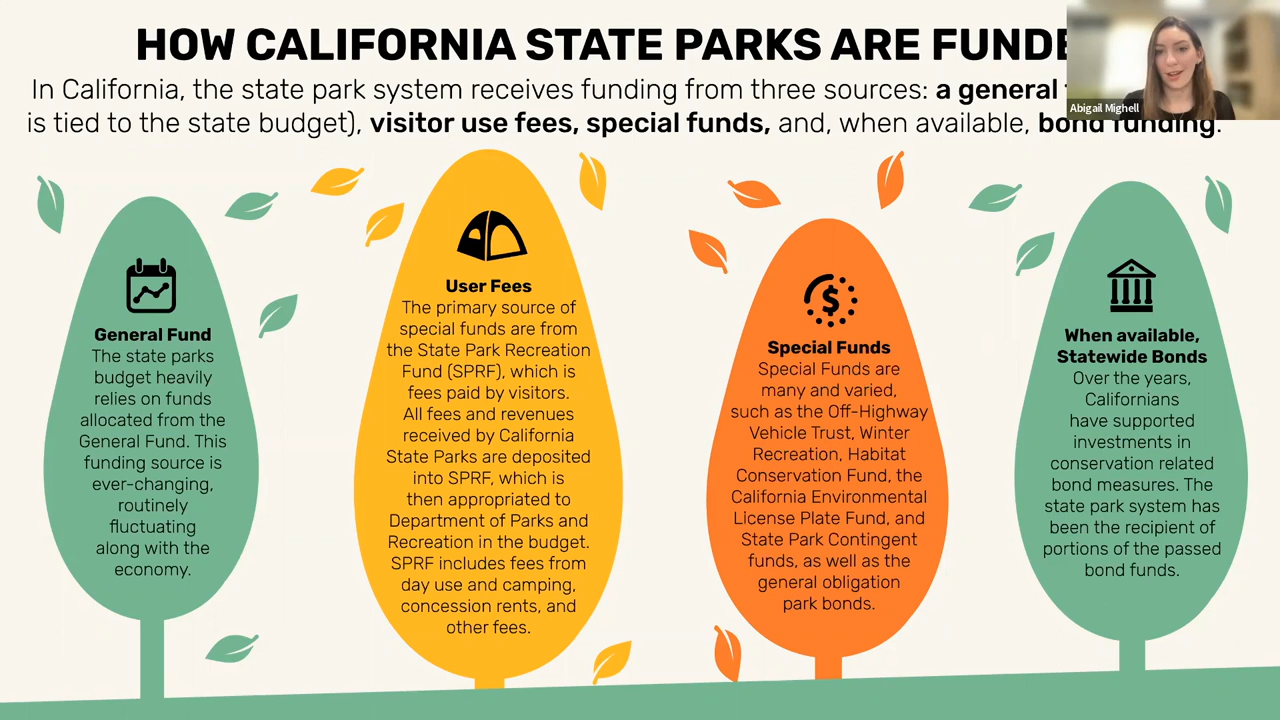 HOW CALIFORNIA STATE PARKS ARE FUNDE
In California, the state park system receives funding from three sources: a general
is tied to the state budget), visitor use fees, special funds, and, when available, bond funding.
Abigail Mighell
General Fund
The state parks
budget heavily
relies on funds
allocated from the
General Fund. This
funding source is
ever-changing,
routinely
fluctuating
along with the
economy.
User Fees
The primary source of
special funds are from
the State Park Recreation
Fund (SPRF), which is
fees paid by visitors.
All fees and revenues
received by California
State Parks are deposited
into SPRF, which is
then appropriated to
Department of Parks and
Recreation in the budget.
SPRF includes fees from
day use and camping,
concession rents, and
other fees.
Special Funds
Special Funds are
many and varied,
such as the Off-Highway
Vehicle Trust, Winter
Recreation, Habitat
Conservation Fund, the
California Environmental
License Plate Fund, and
State Park Contingent
funds, as well as the
general obligation
park bonds.
When available,
Statewide Bonds
Over the years,
Californians
have supported
investments in
conservation related
bond measures. The
state park system has
been the recipient of
portions of the passed
bond funds.